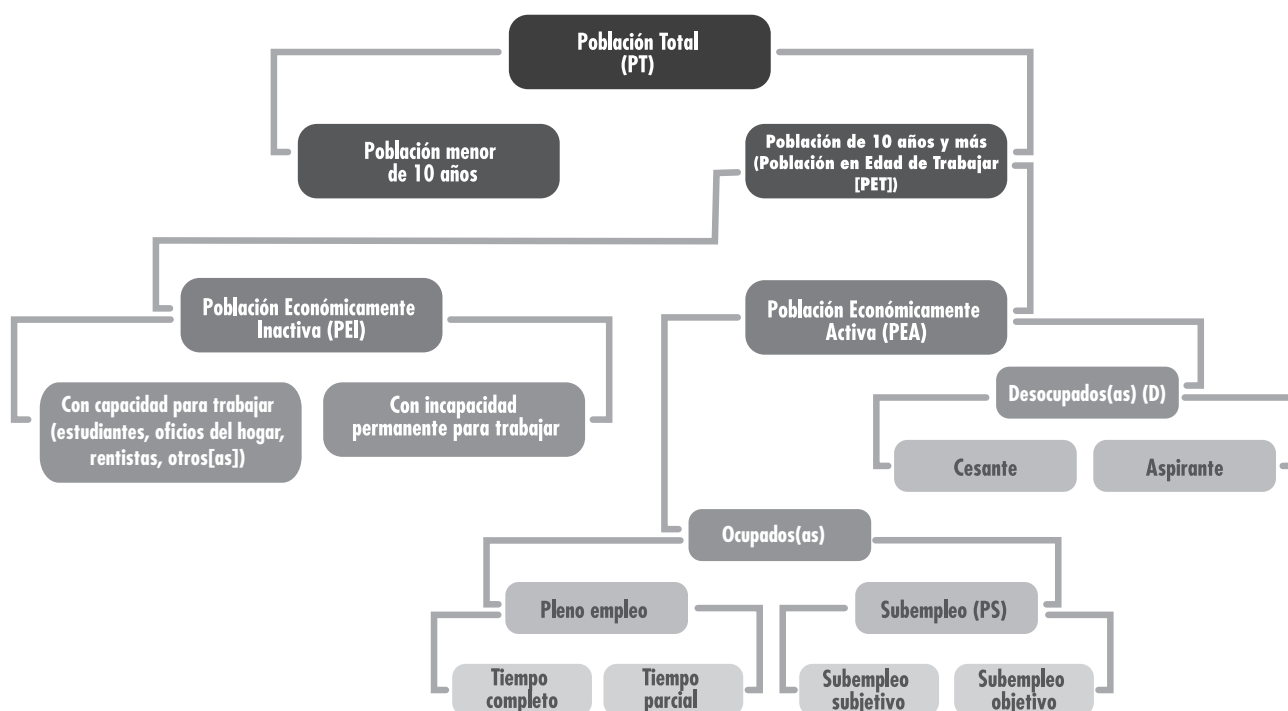 Población Total
(PT)
Población menor
de 10 años
Población de 10 años y más
(Población en Edad de Trabajar
[PET])
Población Económicamente
Inactiva (PEI)
Población Económicamente
Activa (PEA)
Con capacidad para trabajar
(estudiantes, oficios del hogar,
rentistas, otros[as])
Con incapacidad
permanente para trabajar
Desocupados(as) (D)
Cesante
Aspirante
Ocupados(as)
Pleno empleo
Subempleo (PS)
Tiempo
completo
Tiempo
parcial
Subempleo
subjetivo
Subempleo
objetivo